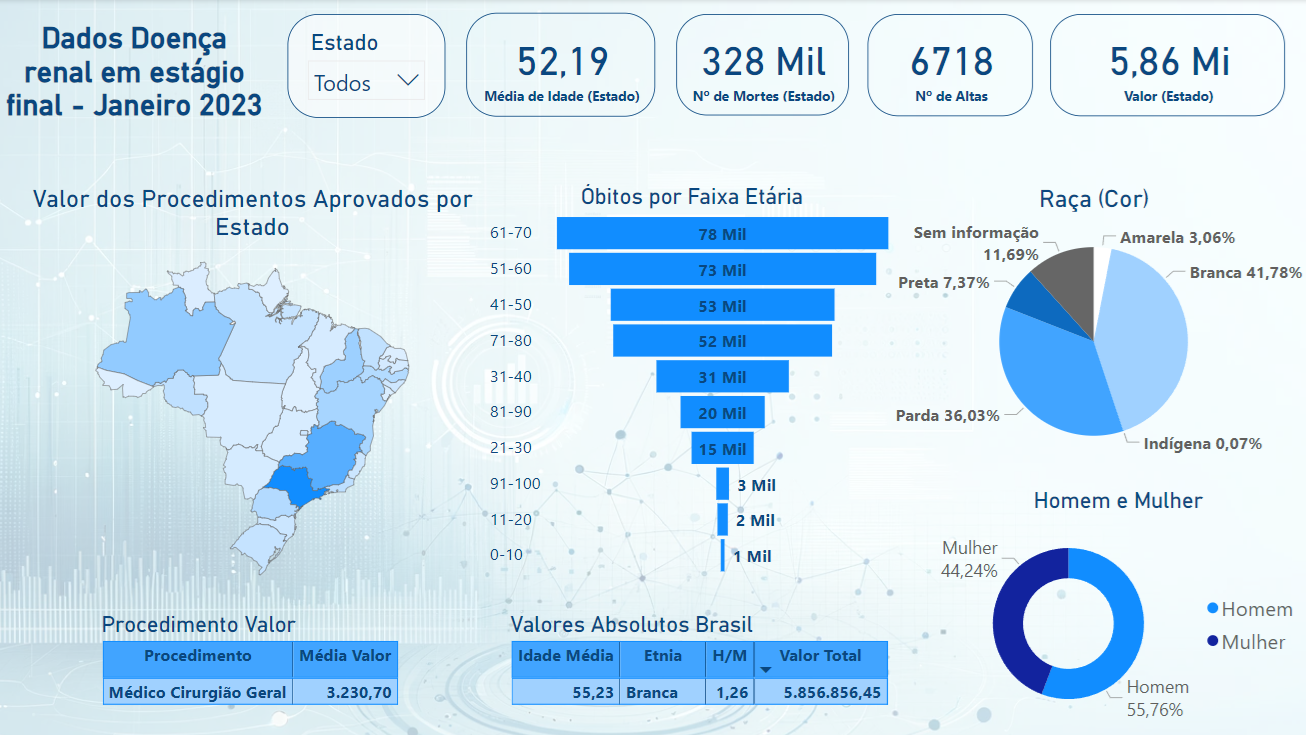 Dados Doença
renal em estágio
final - Janeiro 2023
Estado
Todos
52,19
Média de Idade (Estado)
328 Mil
Nº de Mortes (Estado)
6718
Nº de Altas
5,86 Mi
Valor (Estado)
Valor dos Procedimentos Aprovados por
Estado
Óbitos por Faixa Etária
61-70
78 Mil
51-60
73 Mil
41-50
53 Mil
71-80
52 Mil
31-40
31 Mil
81-90
20 Mil
21-30
15 Mil
91-100
3 Mil
11-20
2 Mil
0-10
1 Mil
Raça (Cor)
Sem informação
11,69%
Amarela 3,06%
Branca 41,78%
Preta 7,37%
Parda 36,03%
Indígena 0,07%
Homem e Mulher
Mulher
44,24%
Homem
Mulher
Homem
55,76%
Procedimento Valor
Procedimento Média Valor
Médico Cirurgião Geral 3.230,70
Valores Absolutos Brasil
Idade Média Etnia H/M Valor Total
55,23 Branca 1,26 5.856.856,45